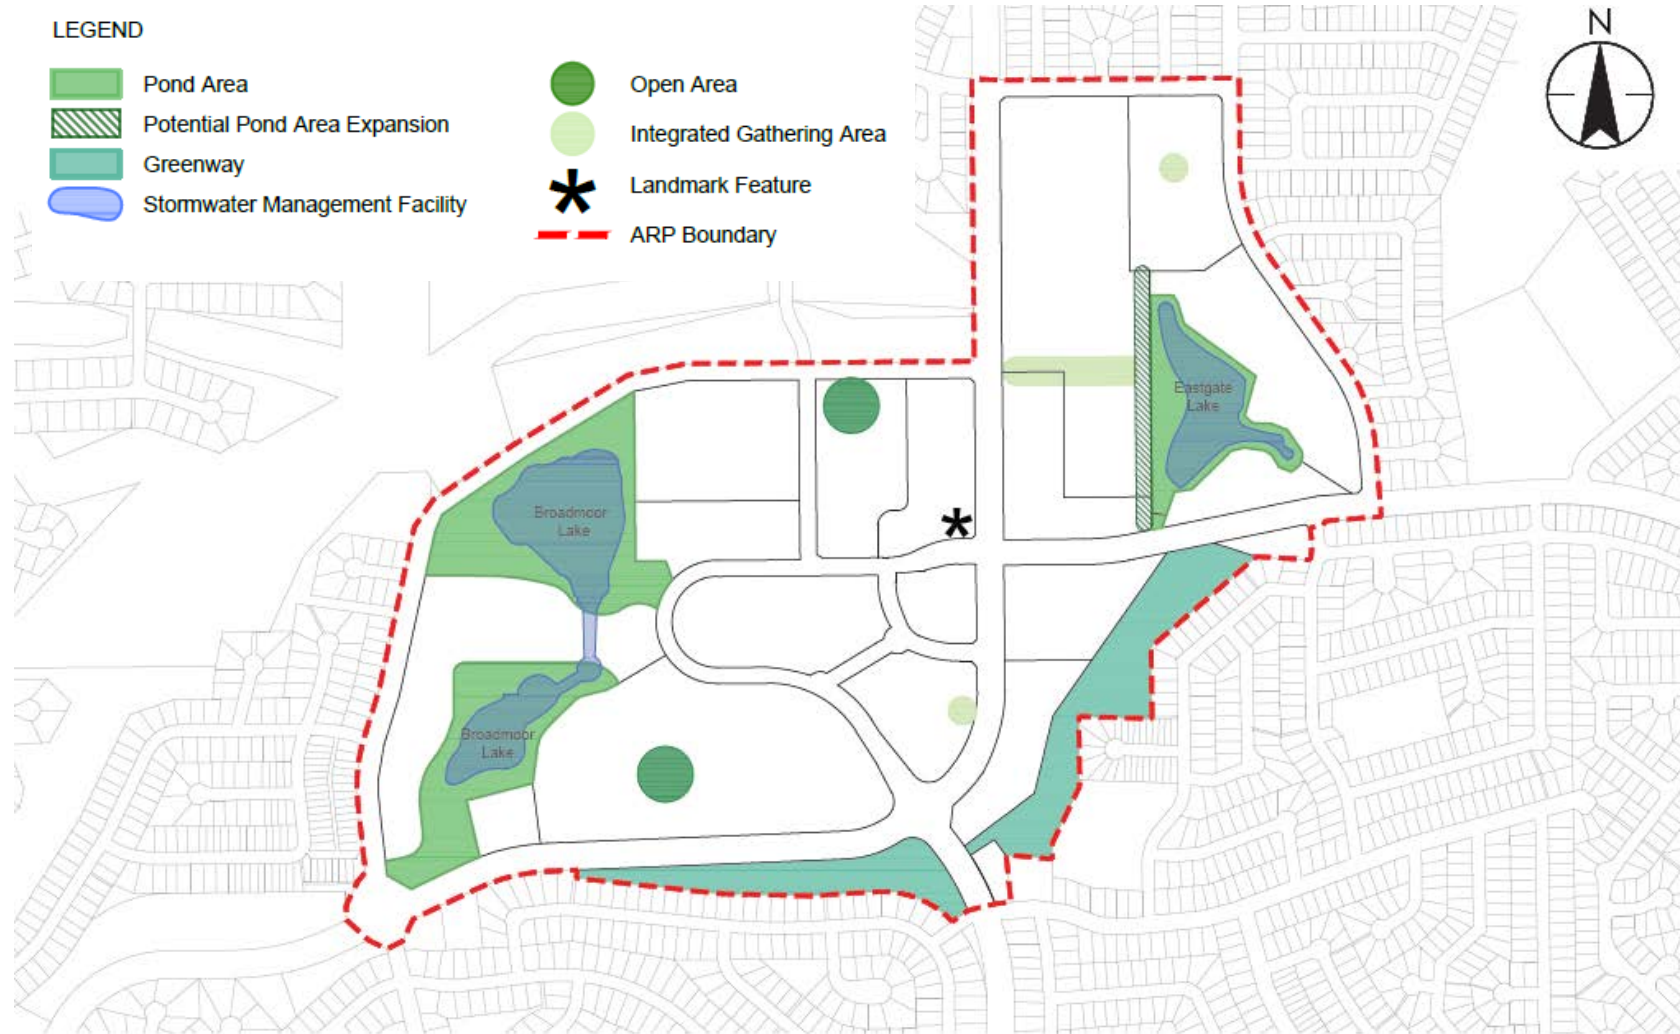 LEGEND
Pond Area
Potential Pond Area Expansion
Greenway
Stormwater Management Facility
Open Area
Integrated Gathering Area
Landmark Feature
ARP Boundary
N
Eastgate
Lake
Broadmoor
Lake
Broadmoor
Lake